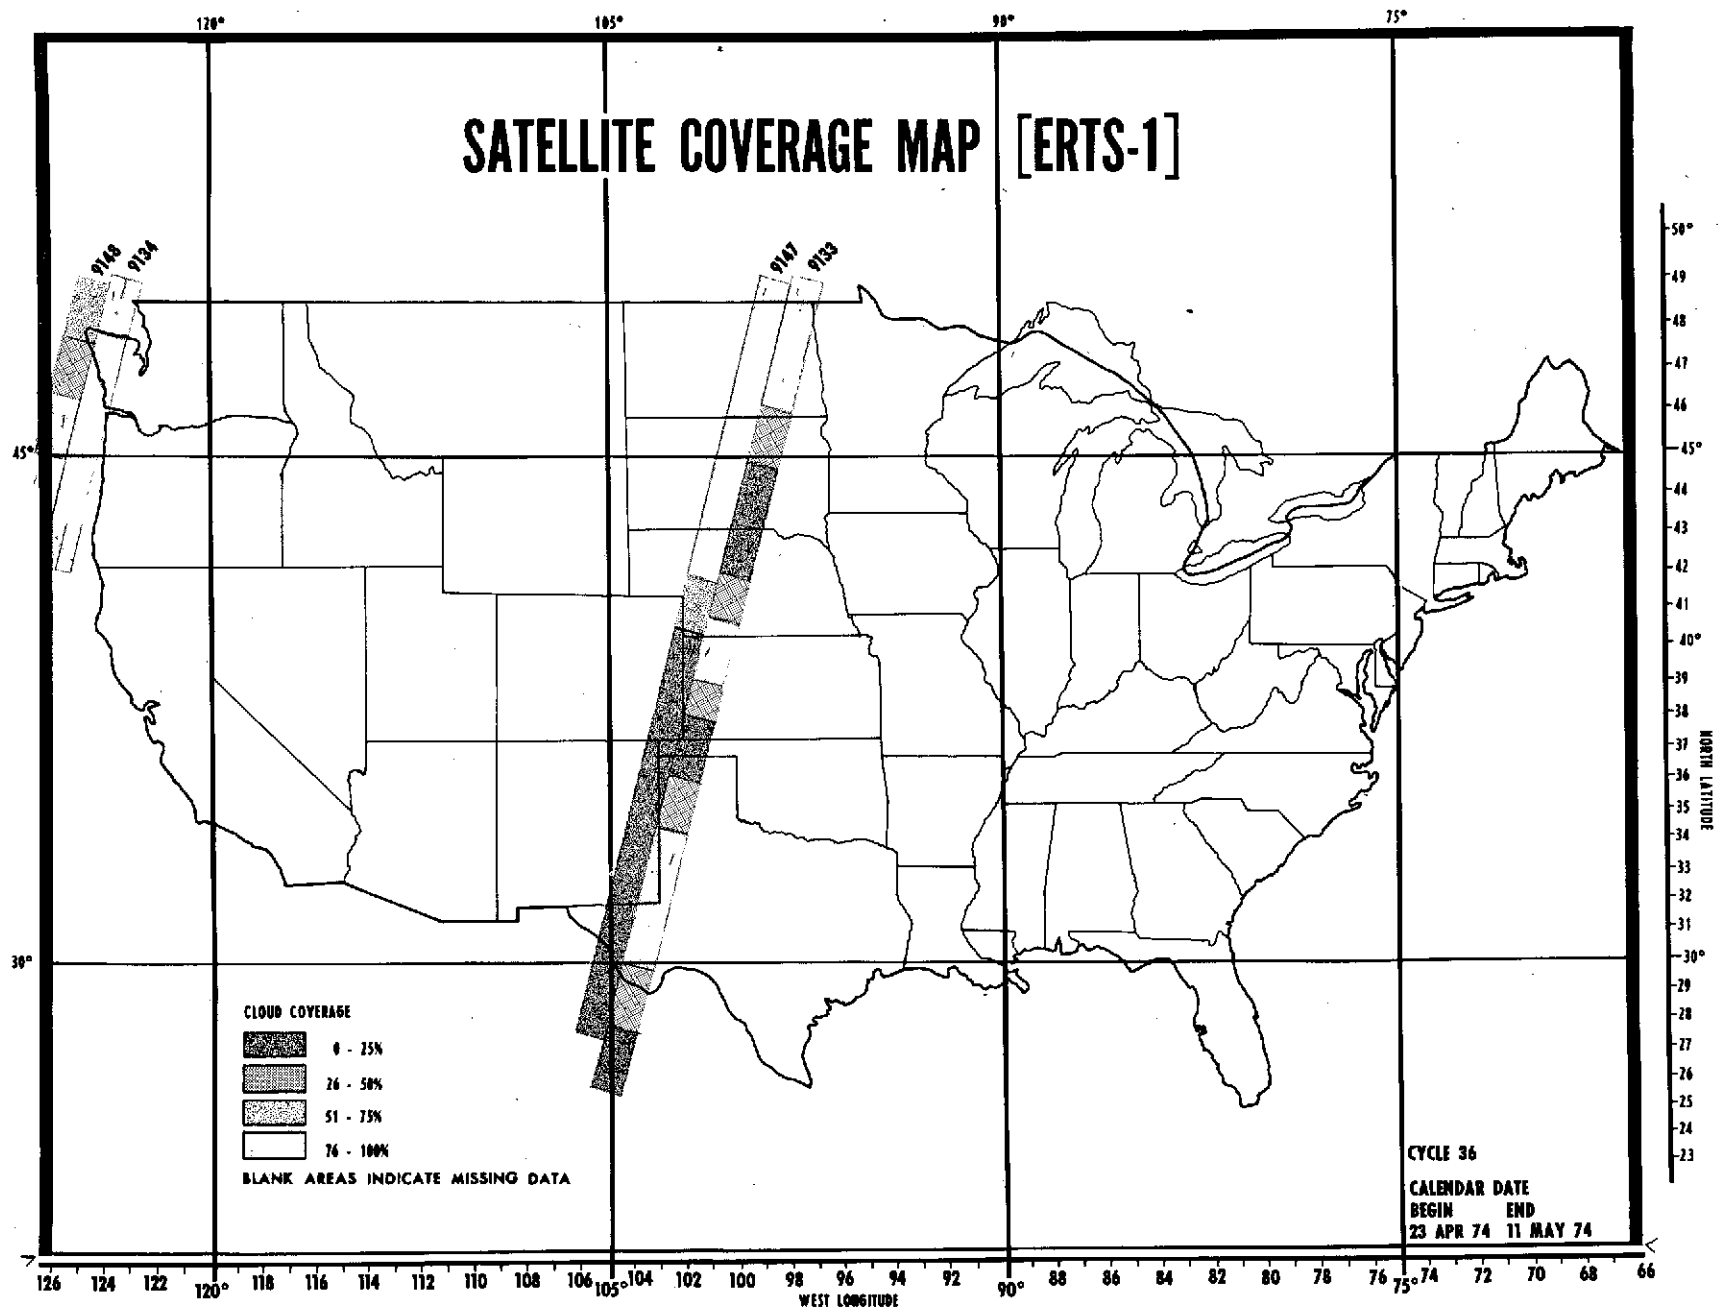 120° 105° 90° 75°
SATELLITE COVERAGE MAP [ERTS-1]
9148 9134 9147 9133
50°
49
48
47
46
45°
44
43
42
41
40°
39
38
37
36
35
34
33
32
31
30° 30°
29
28
27
26
25
24
23
NORTH LATITUDE
CLOUD COVERAGE
0 - 25%
26 - 50%
51 - 75%
76 - 100%
BLANK AREAS INDICATE MISSING DATA
CYCLE 36
CALENDAR DATE
BEGIN END
23 APR 74 11 MAY 74
126 124 122 120° 118 116 114 112 110 108 106 105° 104 102 100 98 96 94 92 90° 88 86 84 82 80 78 76 75° 74 72 70 68 66
WEST LONGITUDE